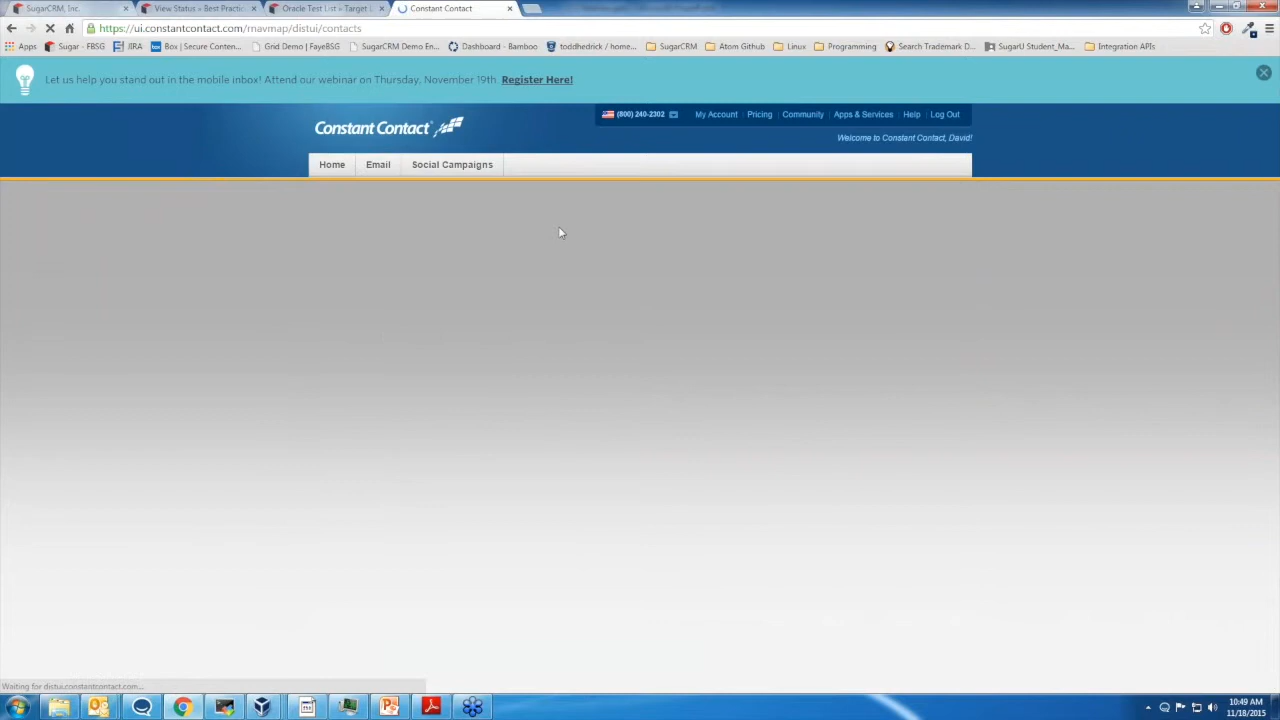 SugarCRM, Inc.
View Status » Best Practic
Oracle Test List » Target L
Constant Contact
https://ui.constantcontact.com/rnavmap/distui/contacts
Apps
Sugar - FBSG
JIRA
Box | Secure Conten...
Grid Demo | FayeBSG
SugarCRM Demo En...
Dashboard - Bamboo
toddhedrick / home...
SugarCRM
Atom Github
Linux
Programming
Search Trademark D...
SugarU Student_Ma...
Integration APIs
Let us help you stand out in the mobile inbox! Attend our webinar on Thursday, November 19th. Register Here!
Constant Contact
(800) 240-2302
My Account
Pricing
Community
Apps & Services
Help
Log Out
Welcome to Constant Contact, David!
Home
Email
Social Campaigns
Waiting for distui.constantcontact.com...
10:49 AM
11/18/2015